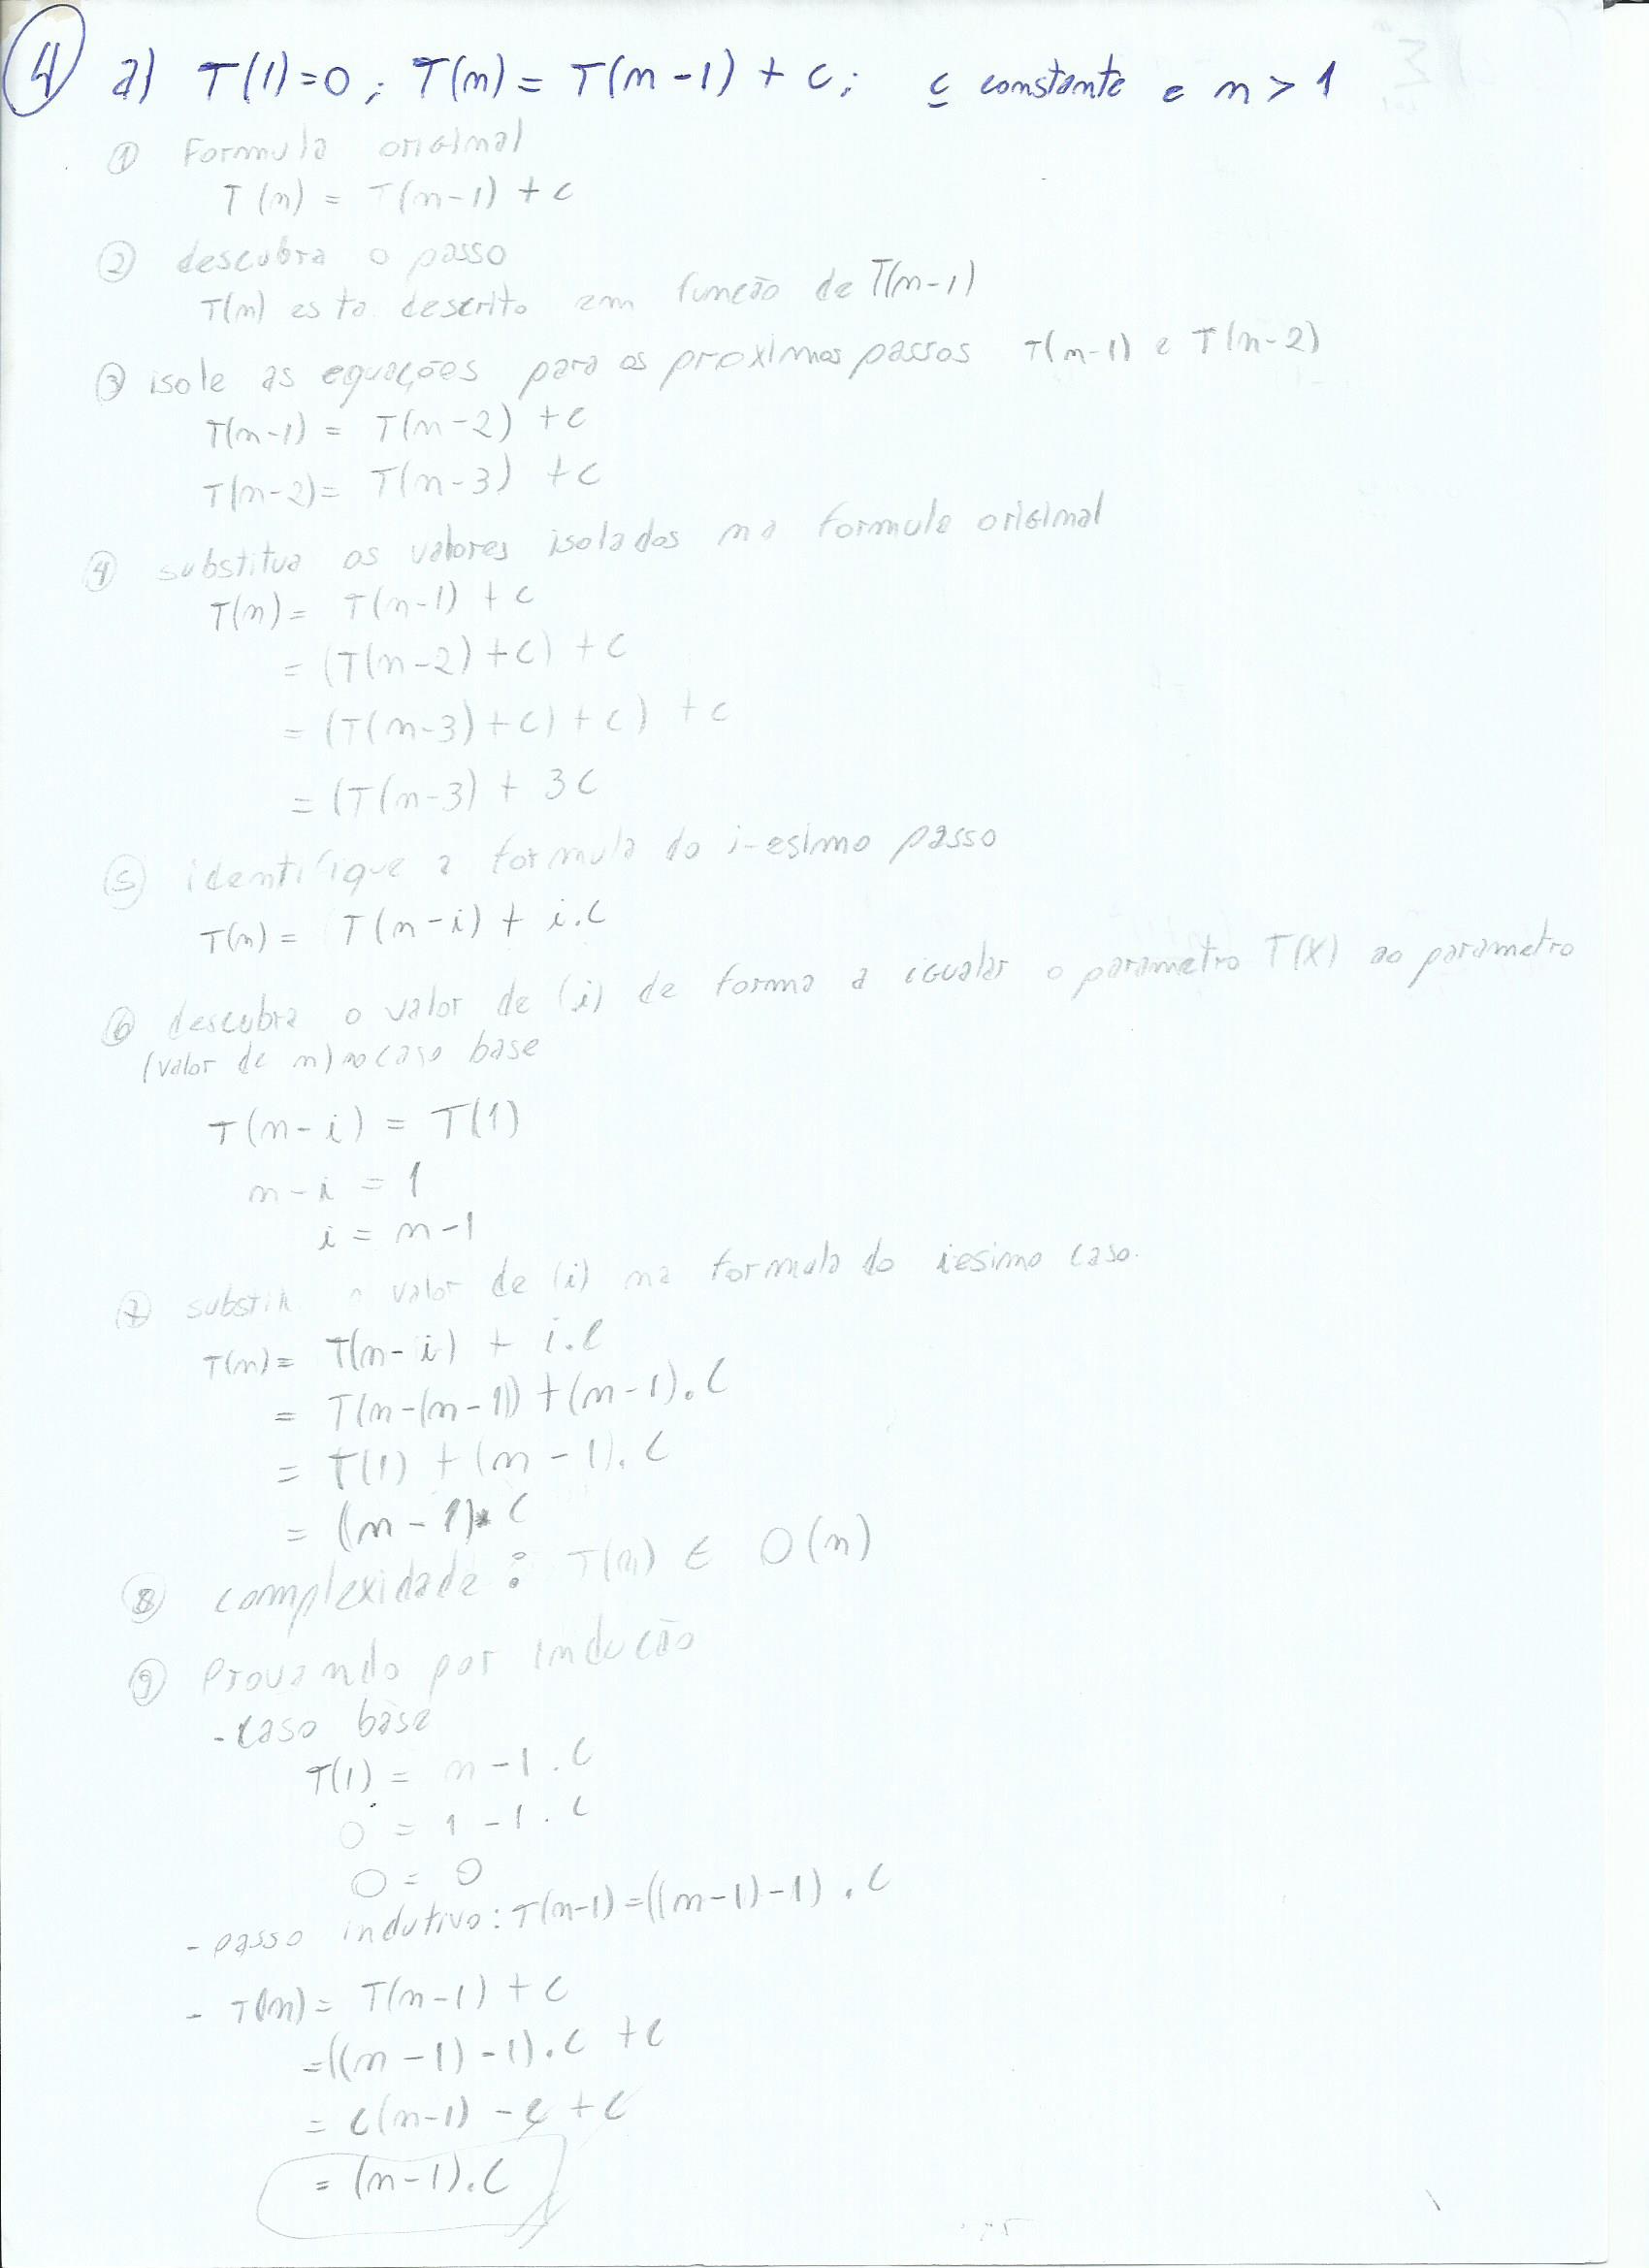 4 a) T(1)=0; T(n)= T(n-1) + c; c constante e n > 1
1 Formula original
T(n) = T(n-1) + c
2 descubra o passo
T(n) esta descrito em função de T(n-1)
3 isole as equações para os proximos passos T(n-1) e T(n-2)
T(n-1) = T(n-2) + c
T(n-2) = T(n-3) + c
4 substitua os valores isolados na formula original
T(n) = T(n-1) + c
= (T(n-2) + c) + c
= (T(n-3) + c) + c) + c
= (T(n-3) + 3c
5 identifique a formula do i-esimo passo
T(n) = T(n-i) + i.c
6 descubra o valor de (i) de forma a igualar o parametro T(x) ao parametro
(valor de n) no caso base
T(n-i) = T(1)
n-i = 1
i = n-1
7 valor de (i) na formula do iesimo caso.
T(n) = T(n-i) + i.c
= T(n-(n-1)) + (n-1).c
= T(1) + (n-1).c
= (n-1)*c
8 complexidade: T(n) ∈ O(n)
9 Provando por indução
- caso base
T(1) = n-1.c
0 = 1-1.c
0 = 0
- passo indutivo: T(n-1)=((n-1)-1).c
- T(n) = T(n-1) + c
=((n-1)-1).c + c
= c(n-1) - c + c
= (n-1).c